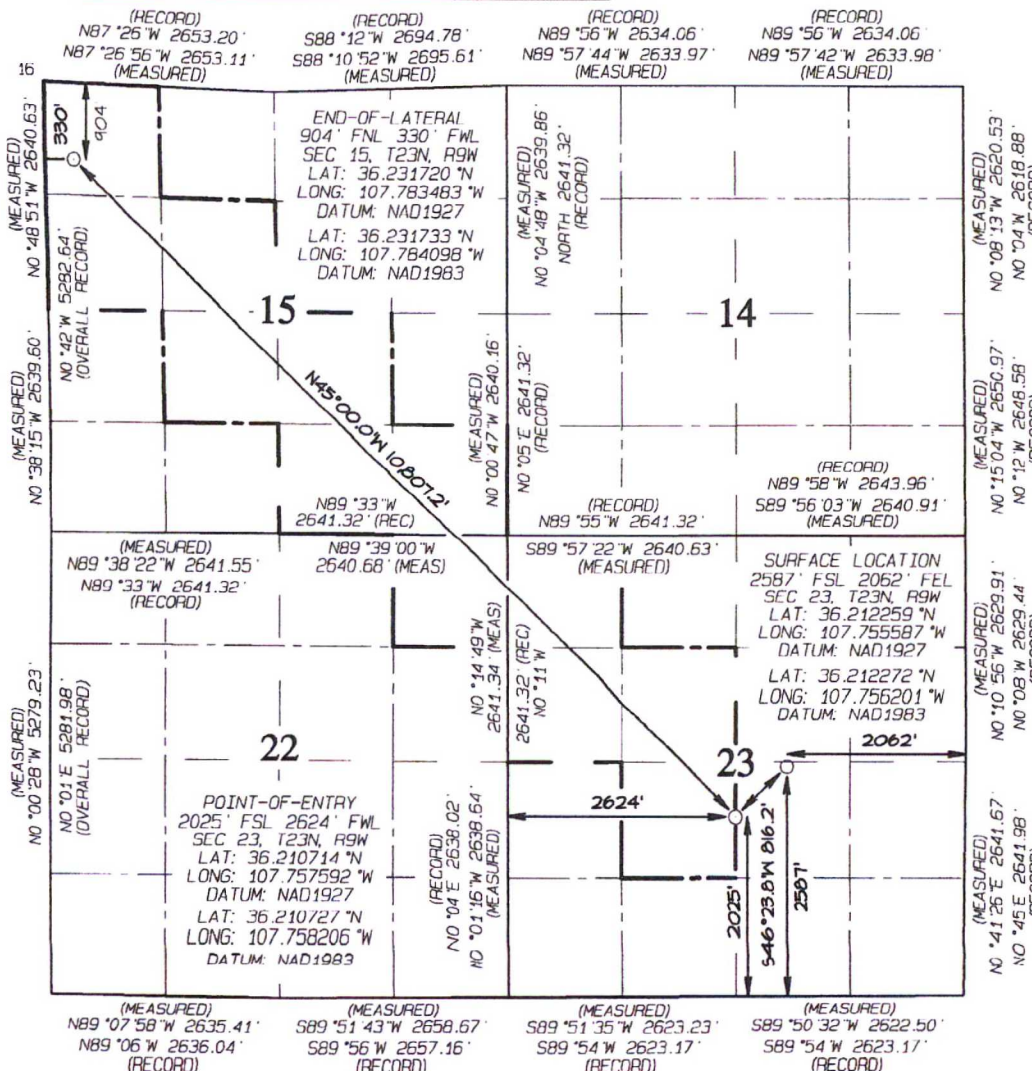 (RECORD)
N87°26'W 2653.20'
N87°26'56"W 2653.11'
(MEASURED)
(RECORD)
S88°12'W 2694.78'
S88°10'52"W 2695.61'
(MEASURED)
(RECORD)
N89°56'W 2634.06'
N89°57'44"W 2633.97'
(MEASURED)
(RECORD)
N89°56'W 2634.06'
N89°57'42"W 2633.98'
(MEASURED)
16
330'
904'
END-OF-LATERAL
904' FNL 330' FWL
SEC 15, T23N, R9W
LAT: 36.231720°N
LONG: 107.783483°W
DATUM: NAD1927
LAT: 36.231733°N
LONG: 107.784098°W
DATUM: NAD1983
(MEASURED)
N0°48'51"W 2640.63'
N0°42'W 5282.64'
(OVERALL RECORD)
(MEASURED)
N0°38'15"W 2639.60'
15
14
(MEASURED)
N0°04'48"W 2639.86'
NORTH 2641.32'
(RECORD)
(MEASURED)
N0°00'47"W 2640.16'
N0°05'E 2641.32'
(RECORD)
(MEASURED)
N0°08'13"W 2620.53'
N0°04'W 2618.88'
(RECORD)
(MEASURED)
N0°15'04"W 2650.97'
N0°12'W 2648.58'
(RECORD)
N45°00.0'W 10,807.2'
N89°33'W
2641.32' (REC)
(RECORD)
N89°55'W 2641.32'
(RECORD)
N89°58'W 2643.96'
S89°56'03"W 2640.91'
(MEASURED)
(MEASURED)
N89°38'22"W 2641.55'
N89°33'W 2641.32'
(RECORD)
N89°39'00"W
2640.68' (MEAS)
S89°57'22"W 2640.63'
(MEASURED)
SURFACE LOCATION
2587' FSL 2062' FEL
SEC 23, T23N, R9W
LAT: 36.212259°N
LONG: 107.755587°W
DATUM: NAD1927
LAT: 36.212272°N
LONG: 107.756201°W
DATUM: NAD1983
(MEASURED)
N0°00'28"W 5279.23'
N0°01'E 5281.98'
(OVERALL RECORD)
N0°14'49"W
2641.34' (MEAS)
2641.32' (REC)
N0°11'W
(MEASURED)
N0°10'56"W 2629.91'
N0°08'W 2629.44'
(RECORD)
22
23
2062'
2624'
2025'
S46°23.8'W 816.2'
2587'
POINT-OF-ENTRY
2025' FSL 2624' FWL
SEC 23, T23N, R9W
LAT: 36.210714°N
LONG: 107.757592°W
DATUM: NAD1927
LAT: 36.210727°N
LONG: 107.758206°W
DATUM: NAD1983
(RECORD)
N0°04'E 2638.02'
N0°01'16"W 2638.64'
(MEASURED)
(MEASURED)
N0°41'26"E 2641.67'
N0°45'E 2641.98'
(RECORD)
(MEASURED)
N89°07'58"W 2635.41'
N89°06'W 2636.04'
(RECORD)
(MEASURED)
S89°51'43"W 2658.67'
S89°56'W 2657.16'
(RECORD)
(MEASURED)
S89°51'35"W 2623.23'
S89°54'W 2623.17'
(RECORD)
(MEASURED)
S89°50'32"W 2622.50'
S89°54'W 2623.17'
(RECORD)